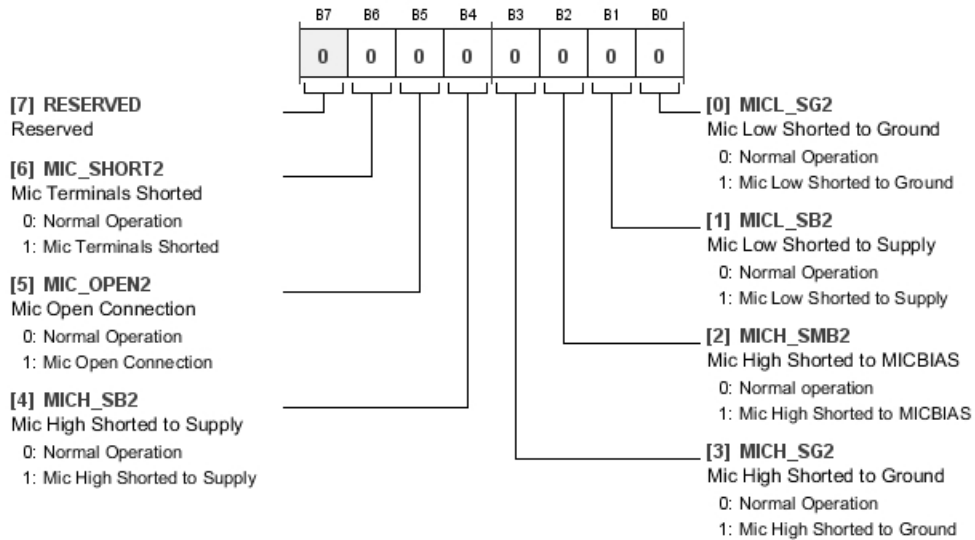 B7 B6 B5 B4 B3 B2 B1 B0
0 0 0 0 0 0 0 0
[7] RESERVED
Reserved
[6] MIC_SHORT2
Mic Terminals Shorted
0: Normal Operation
1: Mic Terminals Shorted
[5] MIC_OPEN2
Mic Open Connection
0: Normal Operation
1: Mic Open Connection
[4] MICH_SB2
Mic High Shorted to Supply
0: Normal Operation
1: Mic High Shorted to Supply
[0] MICL_SG2
Mic Low Shorted to Ground
0: Normal Operation
1: Mic Low Shorted to Ground
[1] MICL_SB2
Mic Low Shorted to Supply
0: Normal Operation
1: Mic Low Shorted to Supply
[2] MICH_SMB2
Mic High Shorted to MICBIAS
0: Normal operation
1: Mic High Shorted to MICBIAS
[3] MICH_SG2
Mic High Shorted to Ground
0: Normal Operation
1: Mic High Shorted to Ground